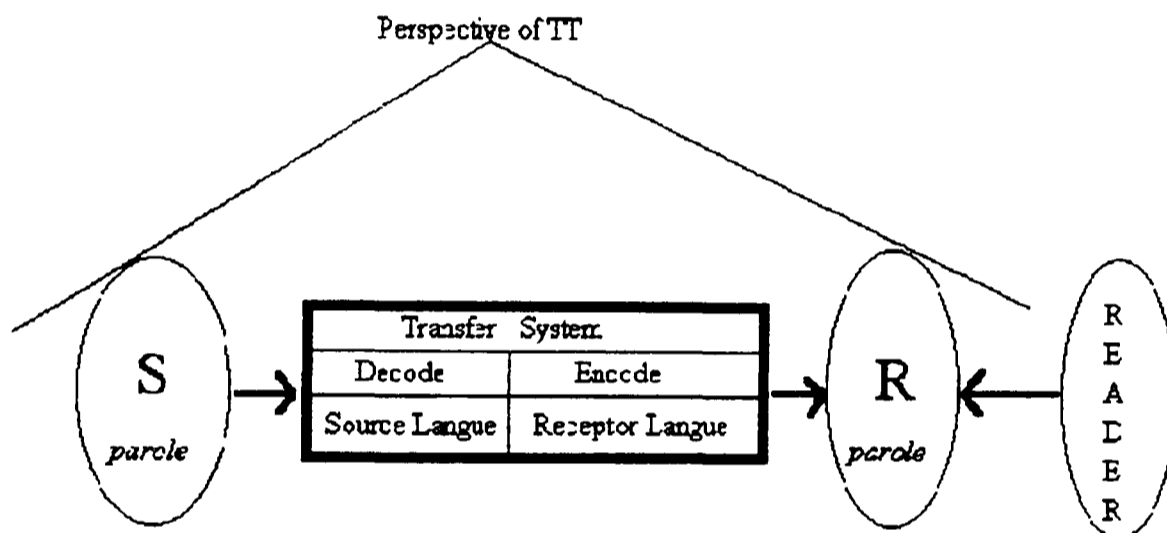 Perspective of TT
S
parole
Transfer System
Decode
Encode
Source Langue
Receptor Langue
R
parole
R
E
A
D
E
R